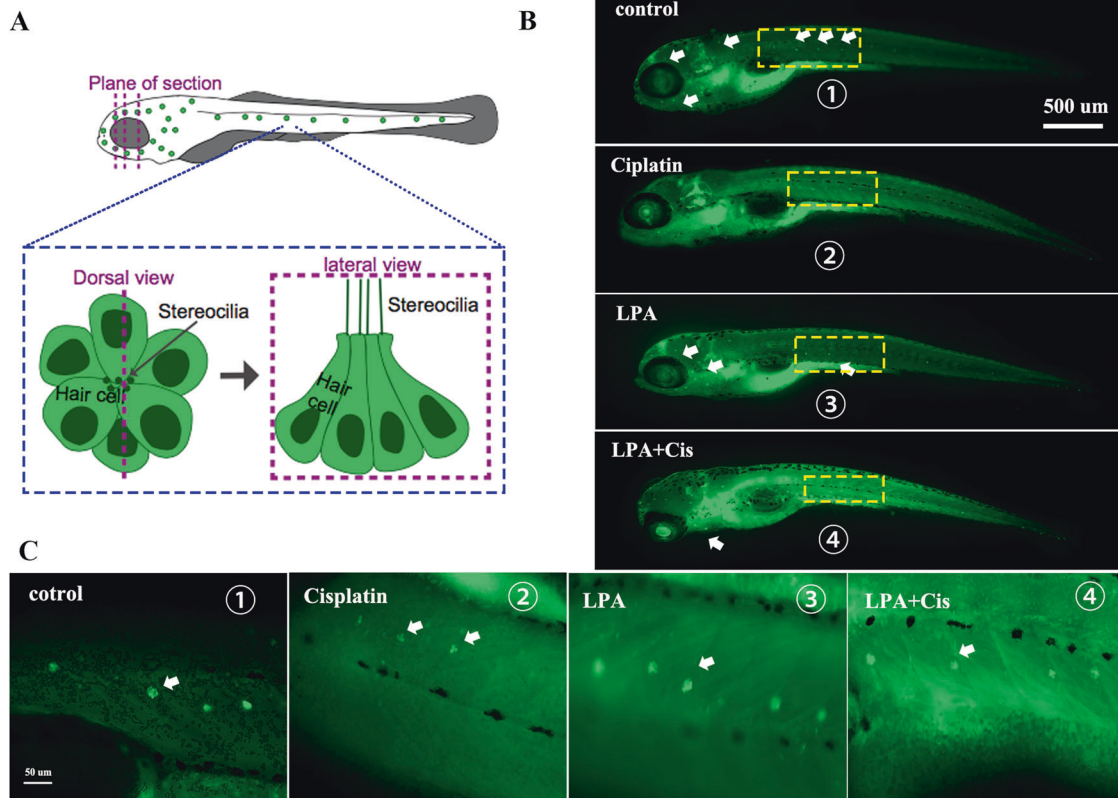 A
Plane of section
Dorsal view
Stereocilia
Hair cell
lateral view
Stereocilia
Hair
cell
B
control
①
500 um
Ciplatin
②
LPA
③
LPA+Cis
④
C
cotrol
①
50 um
Cisplatin
②
LPA
③
LPA+Cis
④